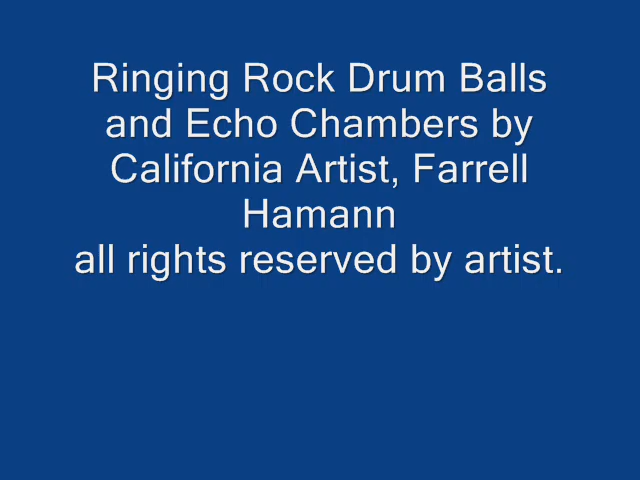 Ringing Rock Drum Balls
and Echo Chambers by
California Artist, Farrell
Hamann
all rights reserved by artist.